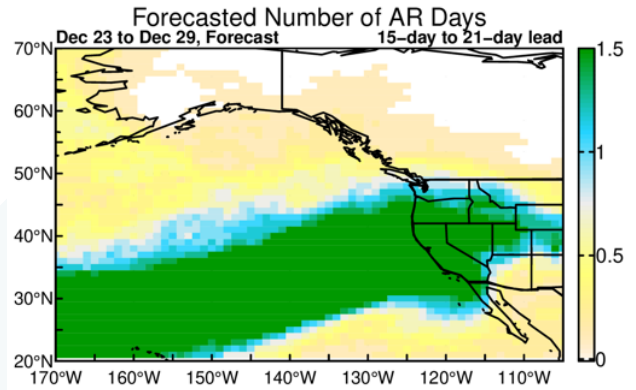 Forecasted Number of AR Days
Dec 23 to Dec 29, Forecast 15-day to 21-day lead
70°N
60°N
50°N
40°N
30°N
20°N
170°W 160°W 150°W 140°W 130°W 120°W 110°W
1.5
1
0.5
0